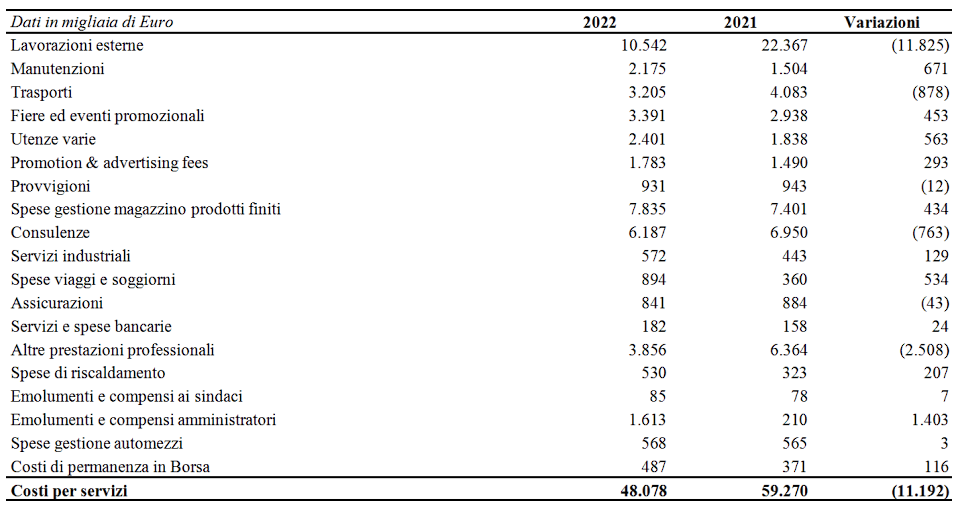 Dati in migliaia di Euro 2022 2021 Variazioni
Lavorazioni esterne 10.542 22.367 (11.825)
Manutenzioni 2.175 1.504 671
Trasporti 3.205 4.083 (878)
Fiere ed eventi promozionali 3.391 2.938 453
Utenze varie 2.401 1.838 563
Promotion & advertising fees 1.783 1.490 293
Provvigioni 931 943 (12)
Spese gestione magazzino prodotti finiti 7.835 7.401 434
Consulenze 6.187 6.950 (763)
Servizi industriali 572 443 129
Spese viaggi e soggiorni 894 360 534
Assicurazioni 841 884 (43)
Servizi e spese bancarie 182 158 24
Altre prestazioni professionali 3.856 6.364 (2.508)
Spese di riscaldamento 530 323 207
Emolumenti e compensi ai sindaci 85 78 7
Emolumenti e compensi amministratori 1.613 210 1.403
Spese gestione automezzi 568 565 3
Costi di permanenza in Borsa 487 371 116
Costi per servizi 48.078 59.270 (11.192)